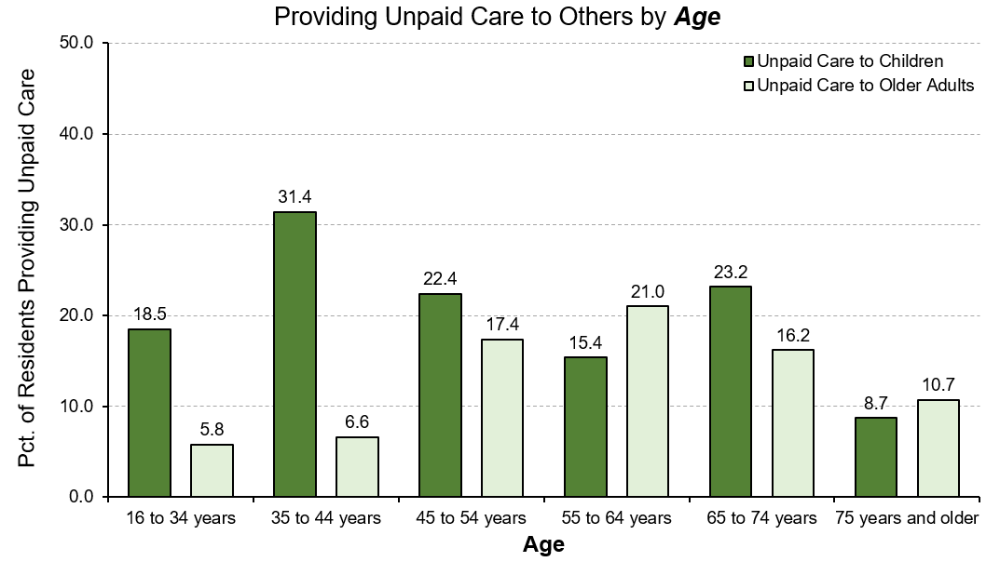 Providing Unpaid Care to Others by Age
50.0
Unpaid Care to Children
Unpaid Care to Older Adults
40.0
31.4
30.0
22.4
23.2
21.0
20.0
18.5
17.4
15.4
16.2
10.0
5.8
6.6
8.7
10.7
0.0
Pct. of Residents Providing Unpaid Care
16 to 34 years
35 to 44 years
45 to 54 years
55 to 64 years
65 to 74 years
75 years and older
Age